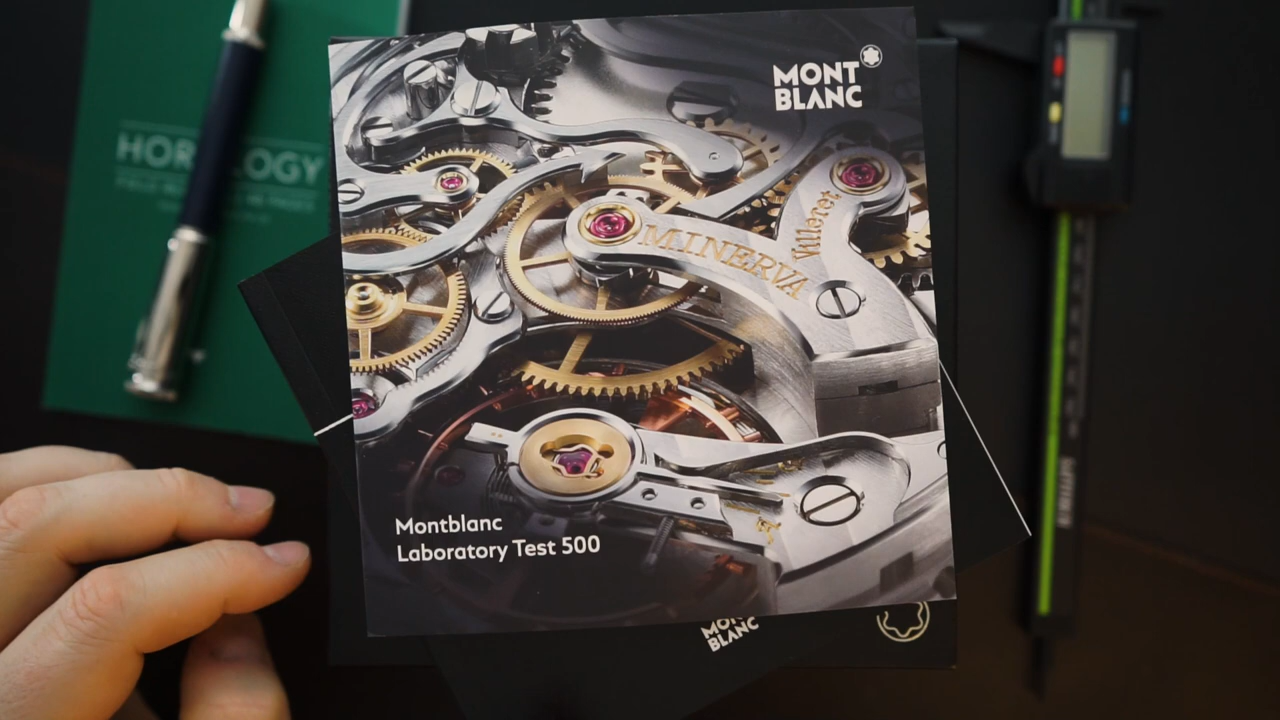 HOROLOGY
MONT
BLANC
MINERVA
Villeret
Montblanc
Laboratory Test 500
MONT
BLANC